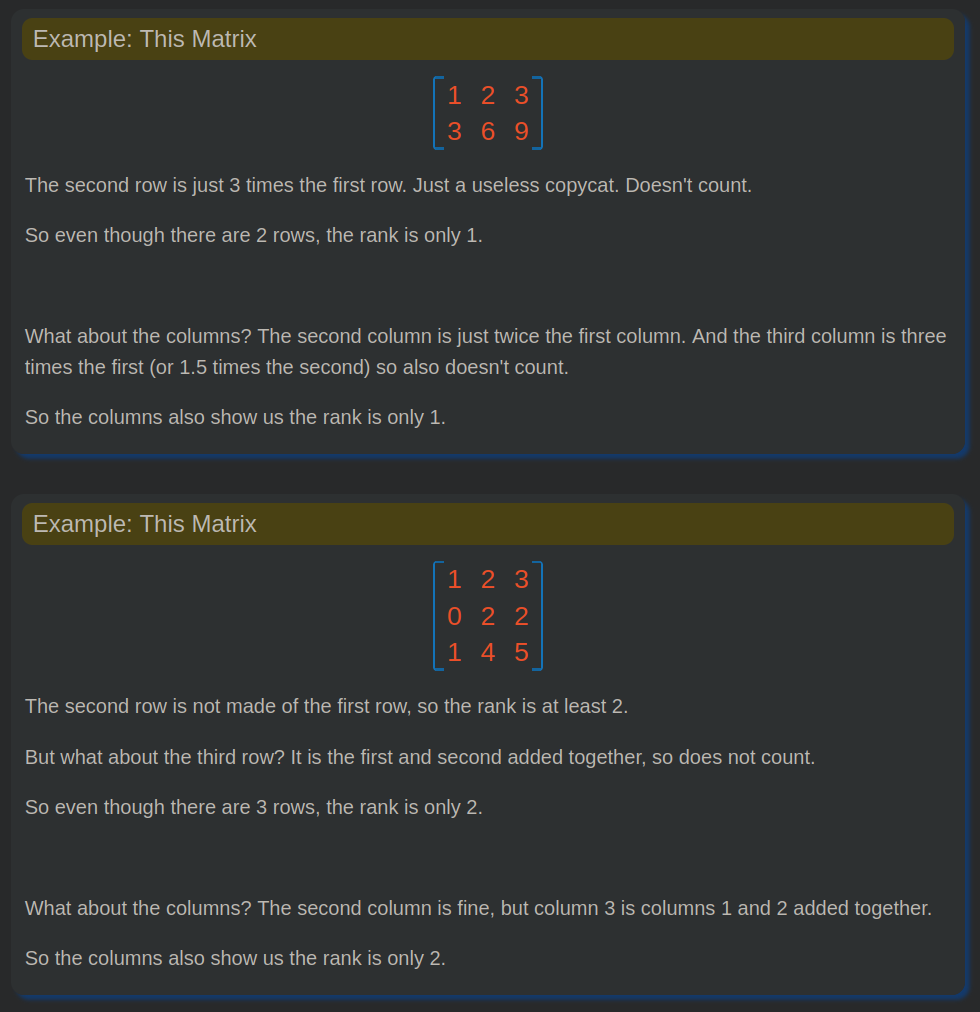 Example: This Matrix
1 2 3
3 6 9
The second row is just 3 times the first row. Just a useless copycat. Doesn't count.
So even though there are 2 rows, the rank is only 1.
What about the columns? The second column is just twice the first column. And the third column is three
times the first (or 1.5 times the second) so also doesn't count.
So the columns also show us the rank is only 1.
Example: This Matrix
1 2 3
0 2 2
1 4 5
The second row is not made of the first row, so the rank is at least 2.
But what about the third row? It is the first and second added together, so does not count.
So even though there are 3 rows, the rank is only 2.
What about the columns? The second column is fine, but column 3 is columns 1 and 2 added together.
So the columns also show us the rank is only 2.